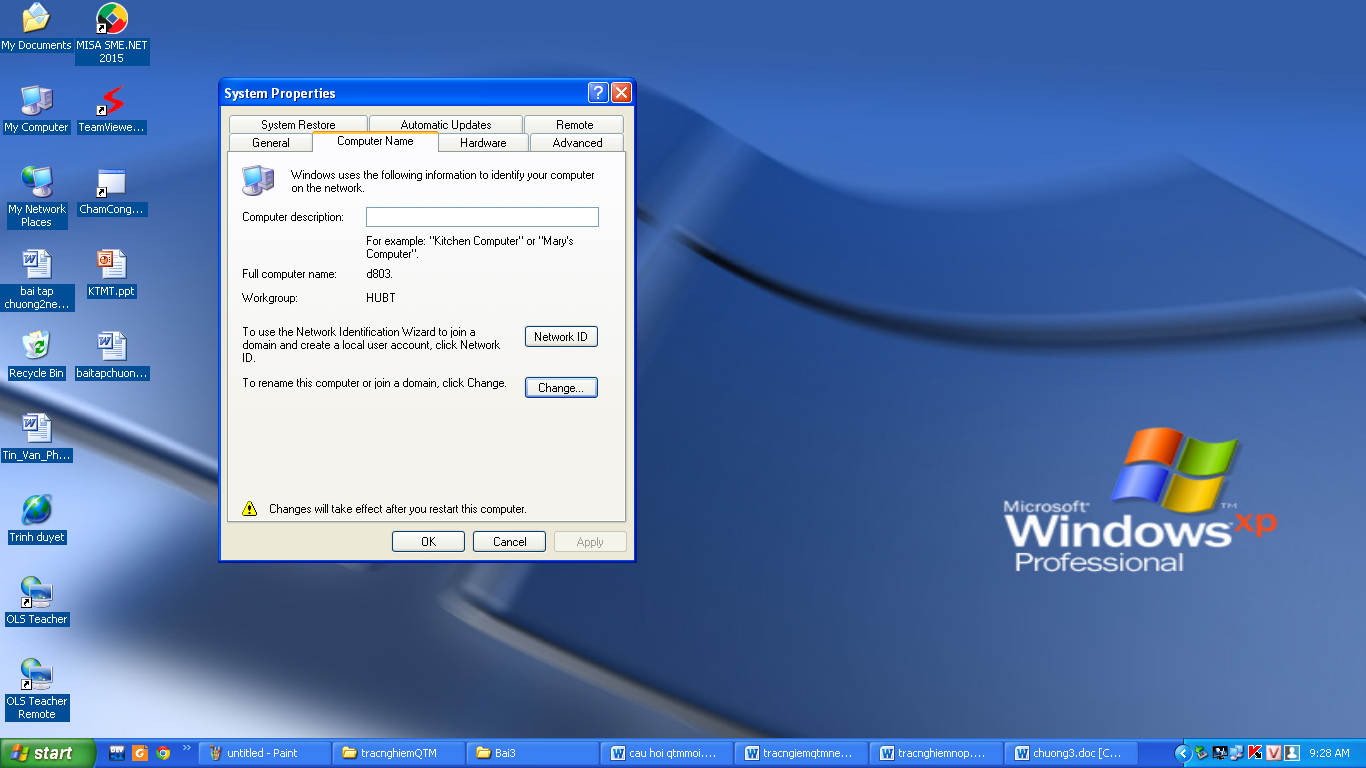 My Documents
MISA SME.NET
2015
My Computer
TeamViewe...
My Network
Places
ChamCong...
bai tap
chuong2ne...
KTMT.ppt
Recycle Bin
baitapchuon...
Tin_Van_Ph...
Trinh duyet
OLS Teacher
OLS Teacher
Remote
System Properties
System Restore
Automatic Updates
Remote
General
Computer Name
Hardware
Advanced
Windows uses the following information to identify your computer
on the network.
Computer description:
For example: "Kitchen Computer" or "Mary's
Computer".
Full computer name:
d803.
Workgroup:
HUBT
To use the Network Identification Wizard to join a
domain and create a local user account, click Network
ID.
Network ID
To rename this computer or join a domain, click Change.
Change...
Changes will take effect after you restart this computer.
OK
Cancel
Apply
Microsoft®
Windows xp
TM
Professional
start
untitled - Paint
tracnghiemQTM
Bai3
cau hoi qtmmoi....
tracngiemqtmne...
tracnghiemnop....
chuong3.doc [C...
9:28 AM